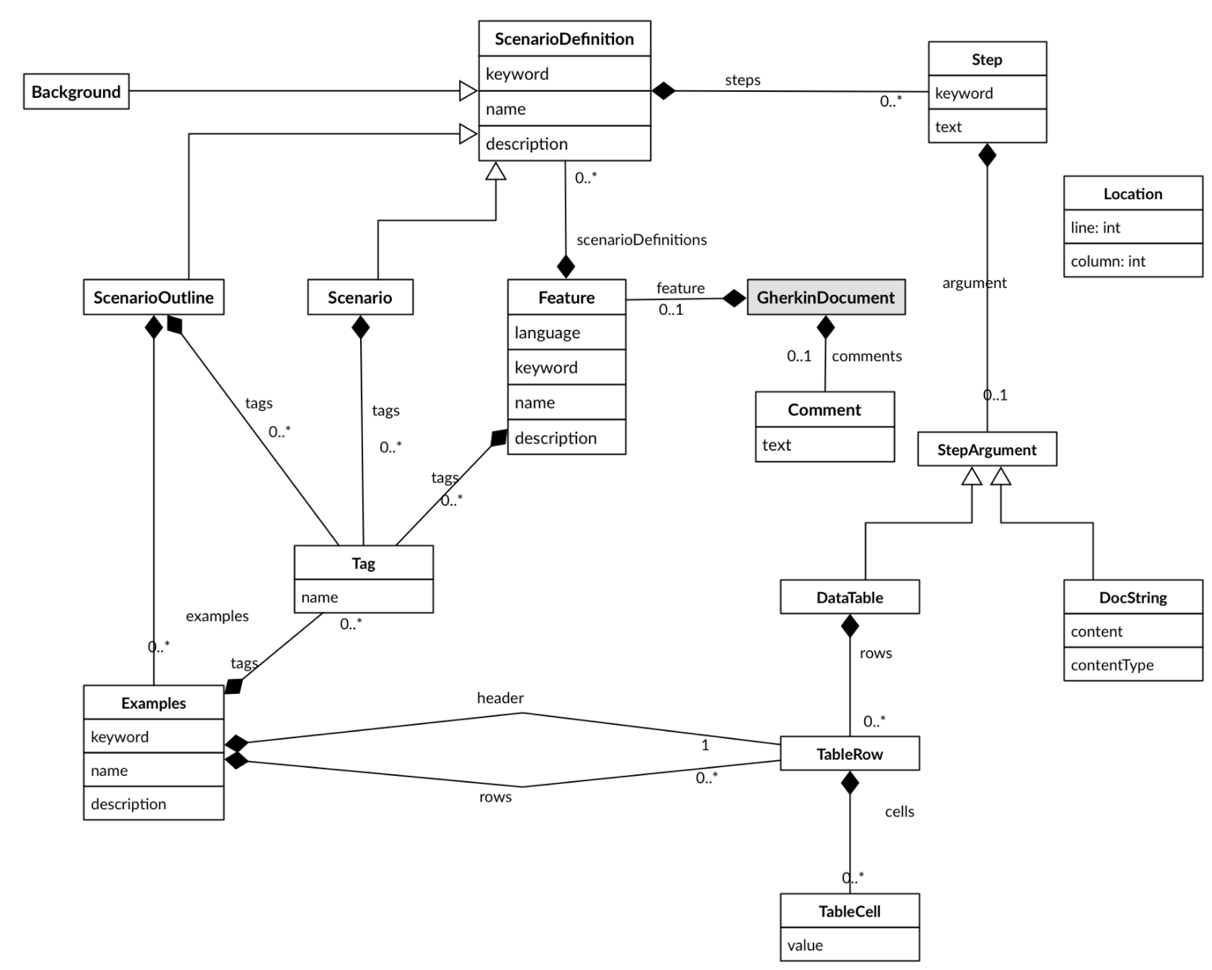 ScenarioDefinition
keyword
name
description
Background
steps
0..*
Step
keyword
text
Location
line: int
column: int
0..*
scenarioDefinitions
argument
0..1
ScenarioOutline
Scenario
Feature
language
keyword
name
description
feature
0..1
GherkinDocument
0..1
comments
Comment
text
tags
0..*
tags
0..*
tags
0..*
StepArgument
Tag
name
0..*
examples
0..*
tags
DataTable
DocString
content
contentType
rows
0..*
Examples
keyword
name
description
header
1
rows
0..*
TableRow
cells
0..*
TableCell
value